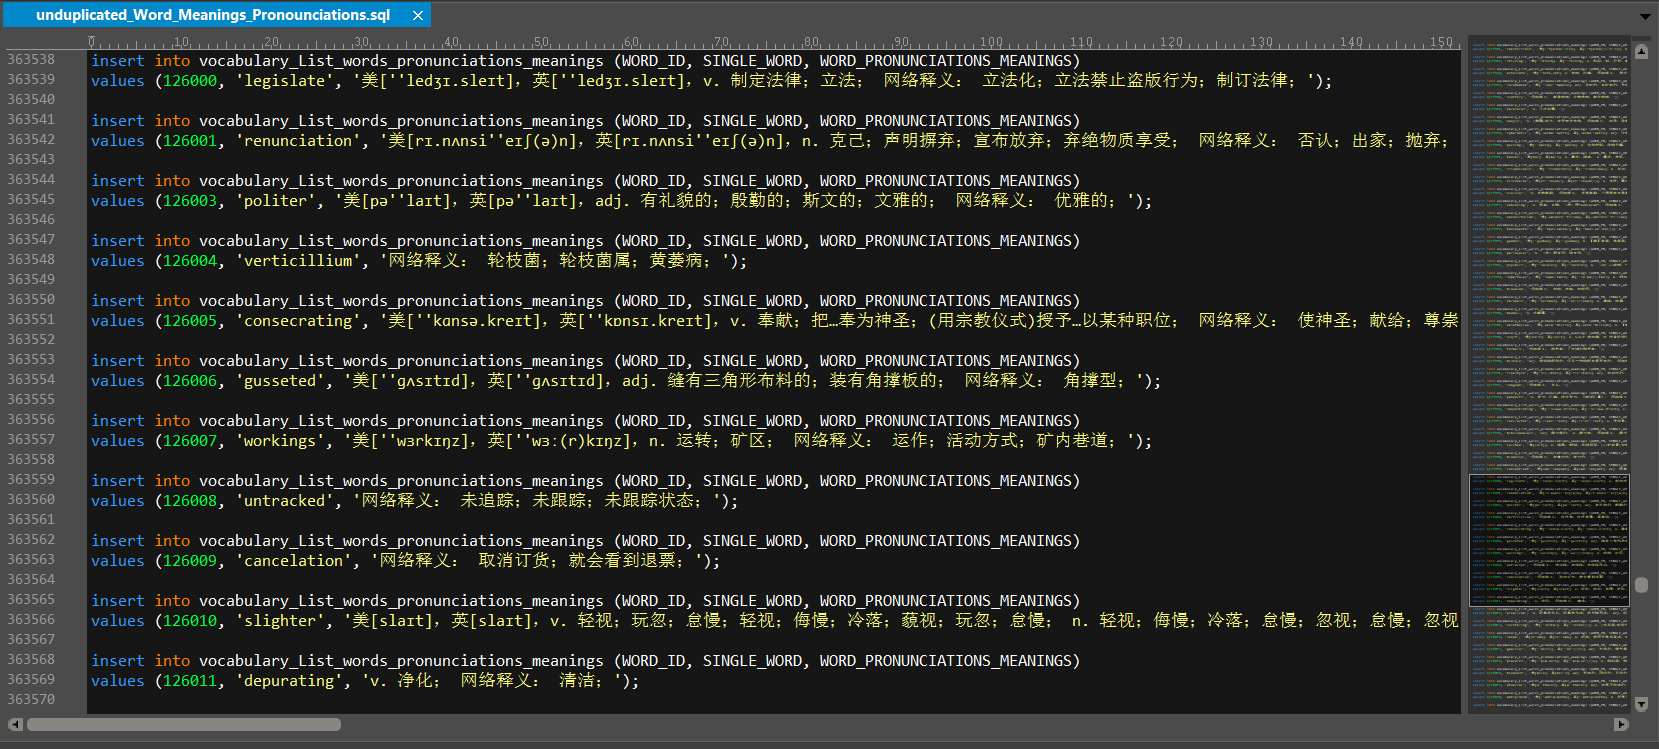 unduplicated_Word_Meanings_Pronounciations.sql ×
0 10 20 30 40 50 60 70 80 90 100 110 120 130 140 150
363538 insert into vocabulary_List_words_pronunciations_meanings (WORD_ID, SINGLE_WORD, WORD_PRONUNCIATIONS_MEANINGS)
363539 values (126000, 'legislate', '美[''ledʒɪ.sleɪt]，英[''ledʒɪ.sleɪt]，v. 制定法律；立法； 网络释义： 立法化；立法禁止盗版行为；制订法律；');
363540
363541 insert into vocabulary_List_words_pronunciations_meanings (WORD_ID, SINGLE_WORD, WORD_PRONUNCIATIONS_MEANINGS)
363542 values (126001, 'renunciation', '美[rɪ.nʌnsi''eɪʃ(ə)n]，英[rɪ.nʌnsi''eɪʃ(ə)n]，n. 克己；声明摒弃；宣布放弃；弃绝物质享受； 网络释义： 否认；出家；抛弃；
363543
363544 insert into vocabulary_List_words_pronunciations_meanings (WORD_ID, SINGLE_WORD, WORD_PRONUNCIATIONS_MEANINGS)
363545 values (126003, 'politer', '美[pə''laɪt]，英[pə''laɪt]，adj. 有礼貌的；殷勤的；斯文的；文雅的； 网络释义： 优雅的；');
363546
363547 insert into vocabulary_List_words_pronunciations_meanings (WORD_ID, SINGLE_WORD, WORD_PRONUNCIATIONS_MEANINGS)
363548 values (126004, 'verticillium', '网络释义： 轮枝菌；轮枝菌属；黄萎病；');
363549
363550 insert into vocabulary_List_words_pronunciations_meanings (WORD_ID, SINGLE_WORD, WORD_PRONUNCIATIONS_MEANINGS)
363551 values (126005, 'consecrating', '美[''kɑnsə.kreɪt]，英[''kɒnsɪ.kreɪt]，v. 奉献；把…奉为神圣；(用宗教仪式)授予…以某种职位； 网络释义： 使神圣；献给；尊崇
363552
363553 insert into vocabulary_List_words_pronunciations_meanings (WORD_ID, SINGLE_WORD, WORD_PRONUNCIATIONS_MEANINGS)
363554 values (126006, 'gusseted', '美[''ɡʌsɪtɪd]，英[''ɡʌsɪtɪd]，adj. 缝有三角形布料的；装有角撑板的； 网络释义： 角撑型；');
363555
363556 insert into vocabulary_List_words_pronunciations_meanings (WORD_ID, SINGLE_WORD, WORD_PRONUNCIATIONS_MEANINGS)
363557 values (126007, 'workings', '美[''wɜrkɪŋz]，英[''wɜː(r)kɪŋz]，n. 运转；矿区； 网络释义： 运作；活动方式；矿内巷道；');
363558
363559 insert into vocabulary_List_words_pronunciations_meanings (WORD_ID, SINGLE_WORD, WORD_PRONUNCIATIONS_MEANINGS)
363560 values (126008, 'untracked', '网络释义： 未追踪；未跟踪；未跟踪状态；');
363561
363562 insert into vocabulary_List_words_pronunciations_meanings (WORD_ID, SINGLE_WORD, WORD_PRONUNCIATIONS_MEANINGS)
363563 values (126009, 'cancelation', '网络释义： 取消订货；就会看到退票；');
363564
363565 insert into vocabulary_List_words_pronunciations_meanings (WORD_ID, SINGLE_WORD, WORD_PRONUNCIATIONS_MEANINGS)
363566 values (126010, 'slighter', '美[slaɪt]，英[slaɪt]，v. 轻视；玩忽；怠慢；轻视；侮慢；冷落；藐视；玩忽；怠慢； n. 轻视；侮慢；冷落；怠慢；忽视；怠慢；忽视
363567
363568 insert into vocabulary_List_words_pronunciations_meanings (WORD_ID, SINGLE_WORD, WORD_PRONUNCIATIONS_MEANINGS)
363569 values (126011, 'depurating', 'v. 净化； 网络释义： 清洁；');
363570